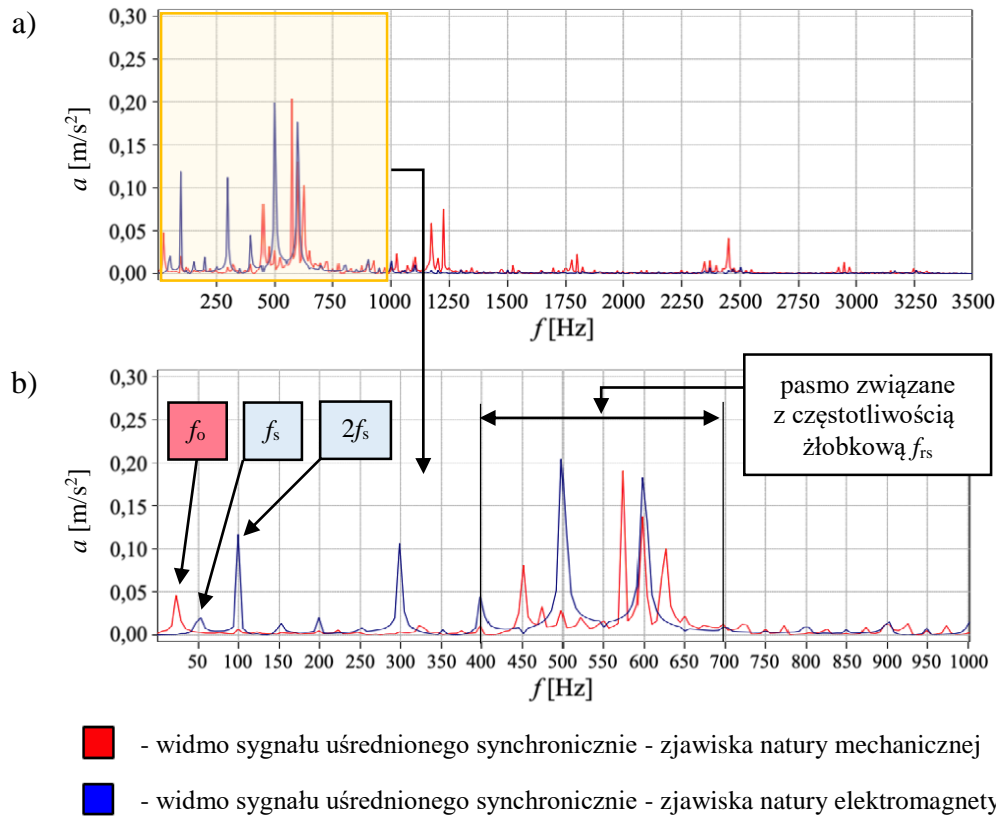 a)
0,30
0,25
0,20
0,15
0,10
0,05
0,00
a [m/s²]
250 500 750 1000 1250 1500 1750 2000 2250 2500 2750 3000 3250 3500
f [Hz]
b)
0,30
0,25
0,20
0,15
0,10
0,05
0,00
a [m/s²]
fo
fs
2fs
pasmo związane
z częstotliwością
żłobkową frs
50 100 150 200 250 300 350 400 450 500 550 600 650 700 750 800 850 900 950 1000
f [Hz]
- widmo sygnału uśrednionego synchronicznie - zjawiska natury mechanicznej
- widmo sygnału uśrednionego synchronicznie - zjawiska natury elektromagnety